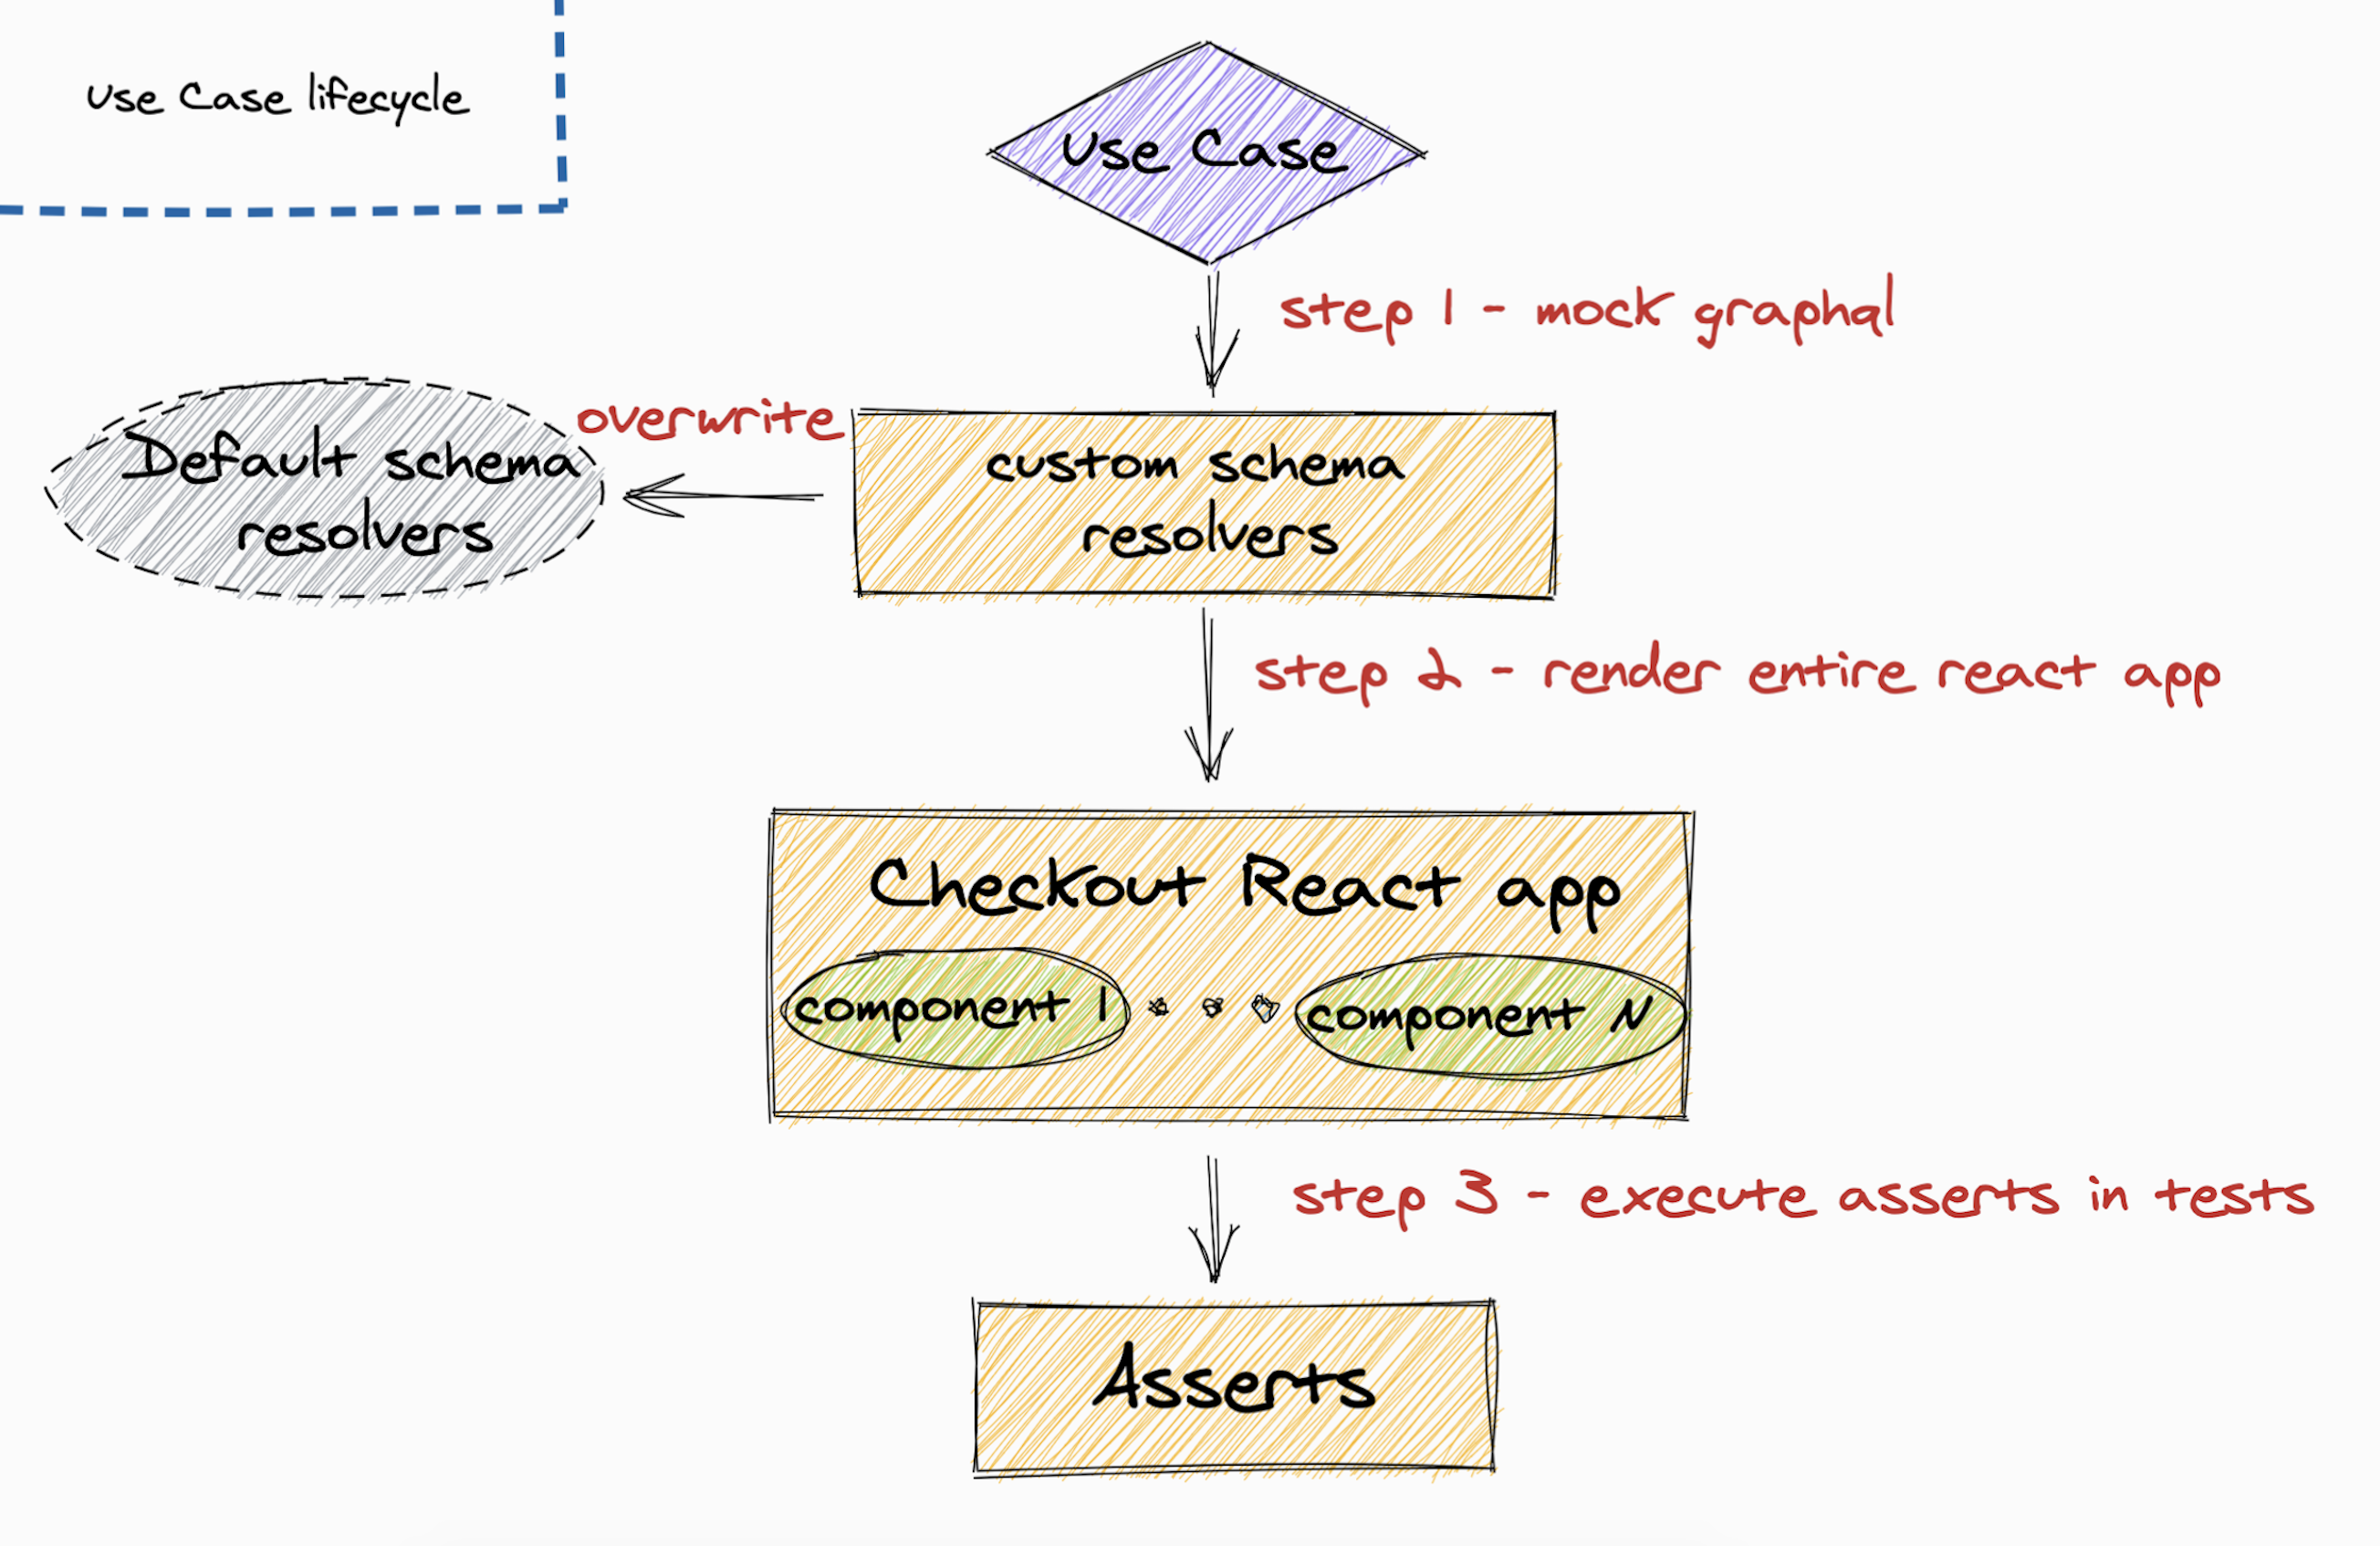 Use Case lifecycle
Use Case
step 1 - mock graphql
overwrite
Default schema
resolvers
custom schema
resolvers
step 2 - render entire react app
Checkout React app
component 1
component N
step 3 - execute asserts in tests
Asserts